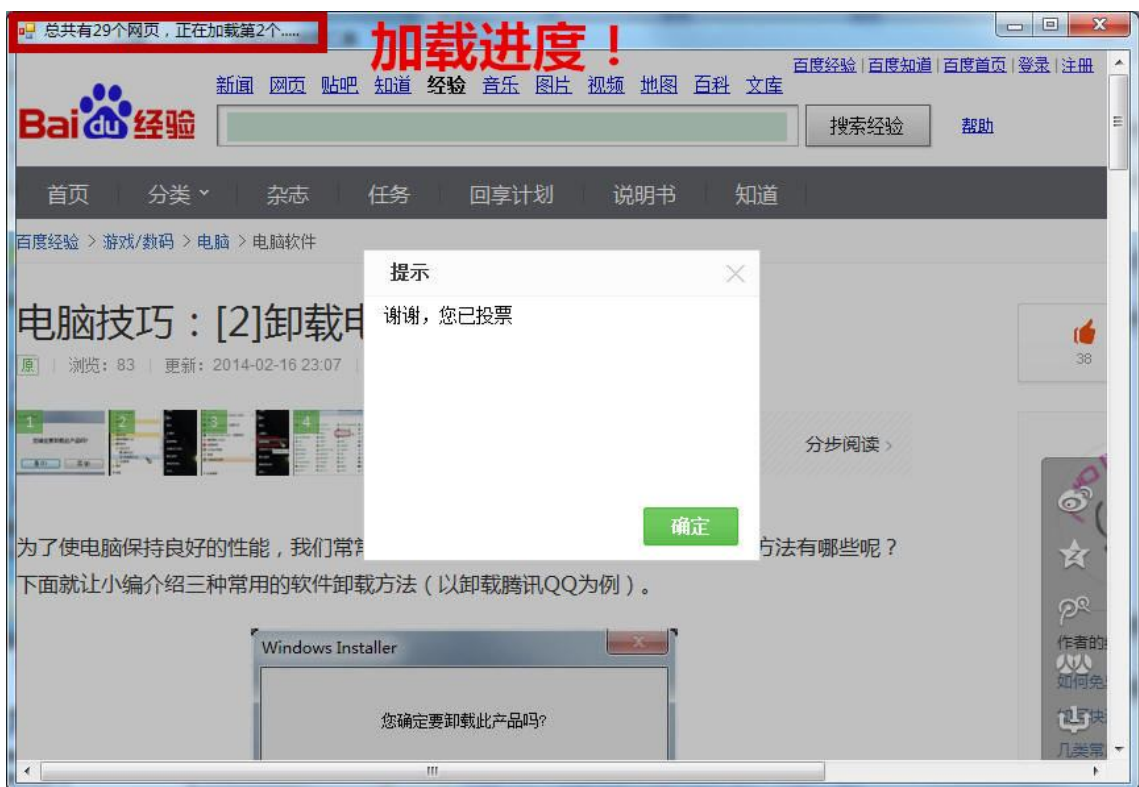 总共有29个网页，正在加载第2个.....
加载进度！
百度经验 | 百度知道 | 百度首页 | 登录 | 注册
新闻 网页 贴吧 知道 经验 音乐 图片 视频 地图 百科 文库
Bai du 经验
搜索经验 帮助
首页 分类 杂志 任务 回享计划 说明书 知道
百度经验 > 游戏/数码 > 电脑 > 电脑软件
提示
谢谢，您已投票
确定
电脑技巧：[2]卸载电
原 | 浏览：83 | 更新：2014-02-16 23:07
38
1 2 3 4
分步阅读 ›
为了使电脑保持良好的性能，我们常常 方法有哪些呢？
下面就让小编介绍三种常用的软件卸载方法（以卸载腾讯QQ为例）。
Windows Installer
您确定要卸载此产品吗?
作者的
如何免
几类常